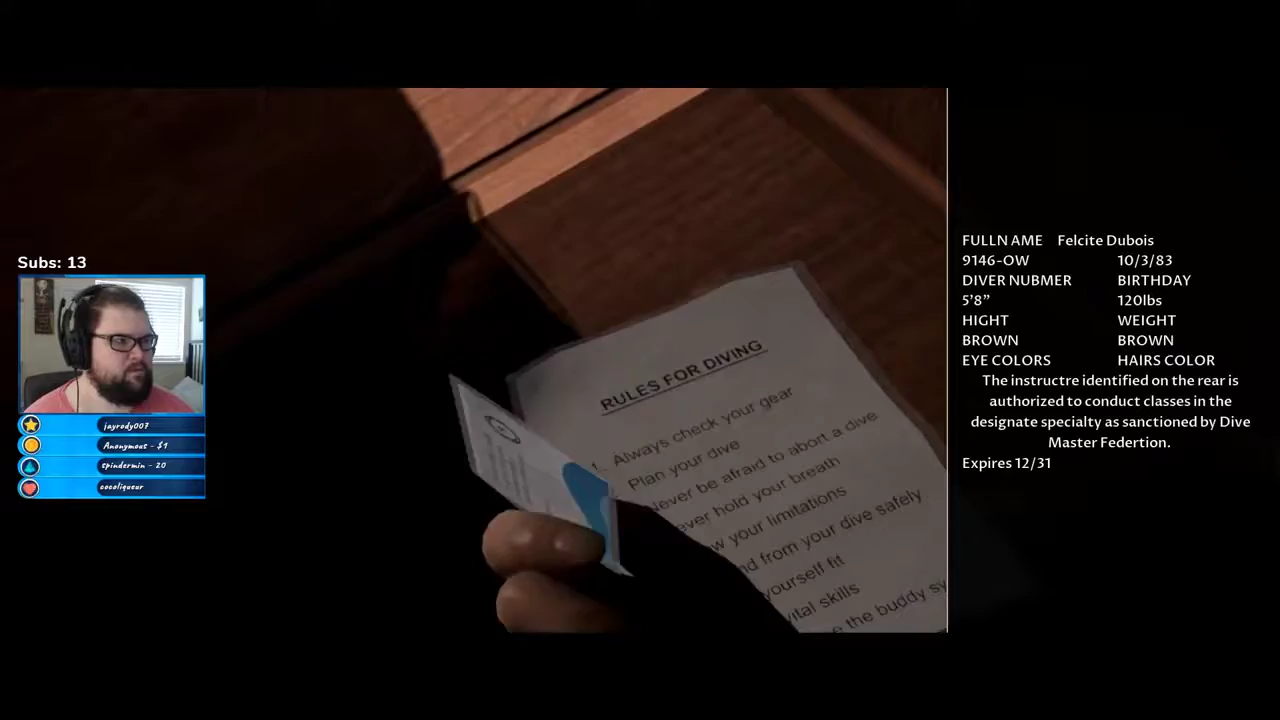 Subs: 13
jayrody007
Anonymous - $1
spindermin - 20
cocoliqueur
RULES FOR DIVING
1. Always check your gear
Plan your dive
Never be afraid to abort a dive
ever hold your breath
w your limitations
nd from your dive safely
yourself fit
vital skills
e the buddy sy
FULLN AME Felcite Dubois
9146-OW 10/3/83
DIVER NUBMER BIRTHDAY
5'8" 120lbs
HIGHT WEIGHT
BROWN BROWN
EYE COLORS HAIRS COLOR
The instructre identified on the rear is
authorized to conduct classes in the
designate specialty as sanctioned by Dive
Master Federtion.
Expires 12/31